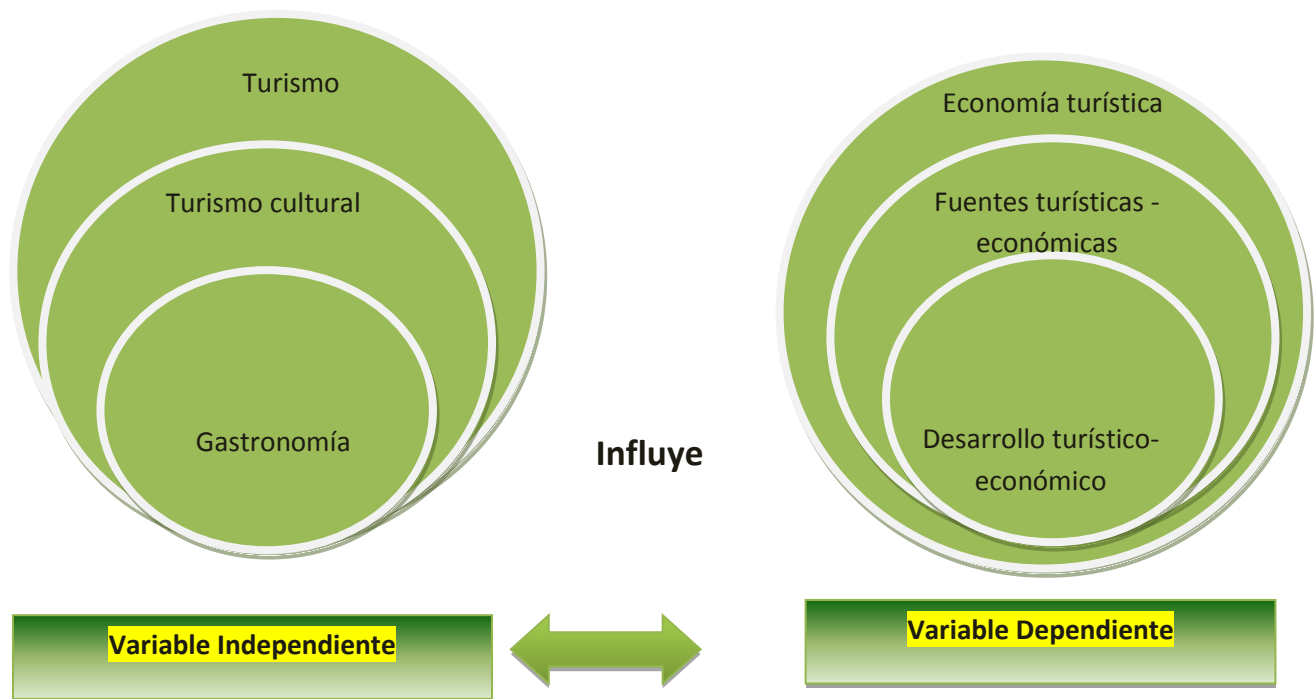 Turismo
Turismo cultural
Gastronomía
Influye
Economía turística
Fuentes turísticas -
económicas
Desarrollo turístico-
económico
Variable Independiente
Variable Dependiente